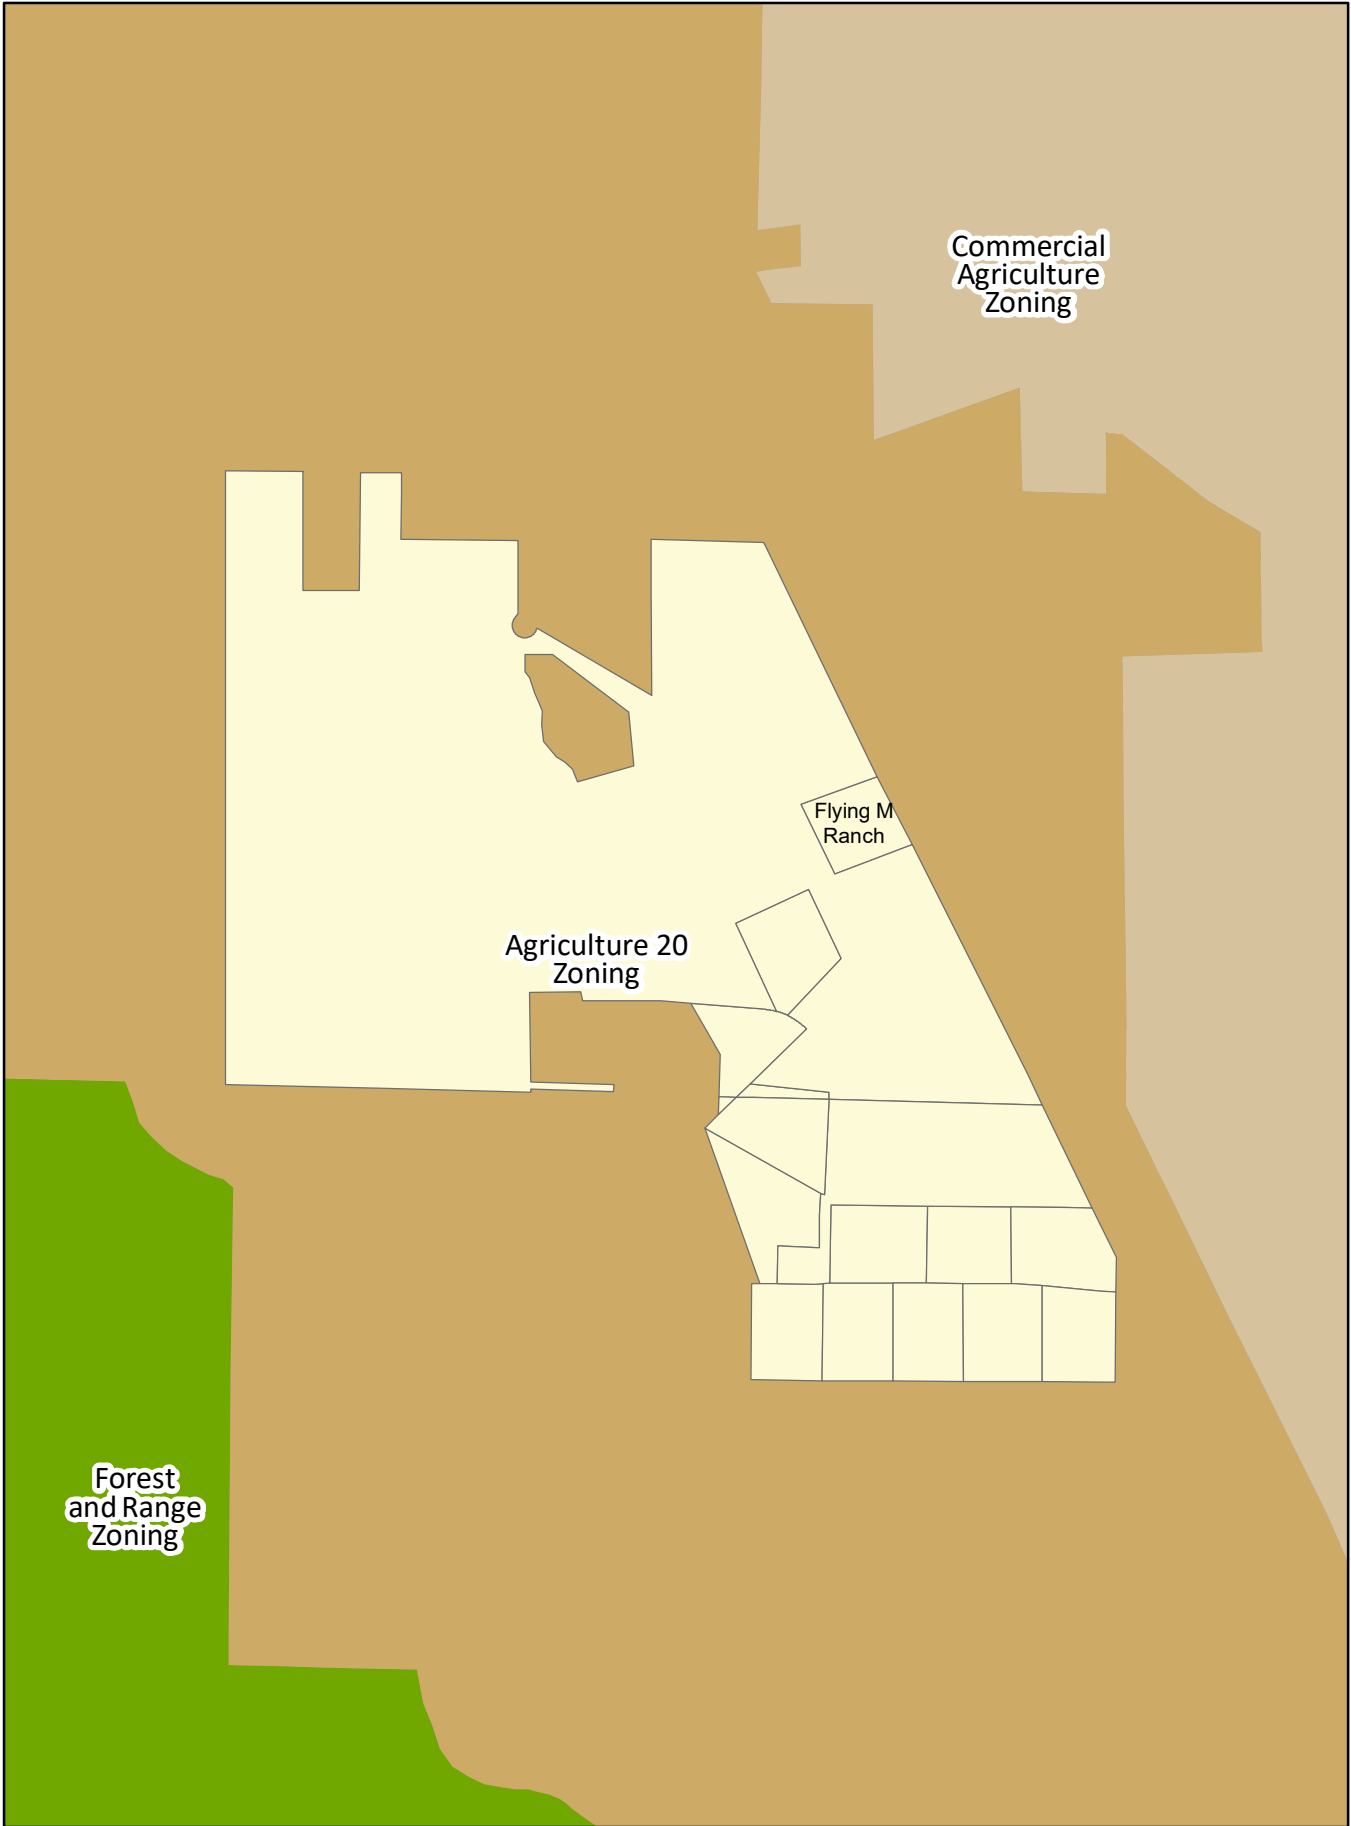 Commercial
Agriculture
Zoning
Flying M
Ranch
Agriculture 20
Zoning
Forest
and Range
Zoning